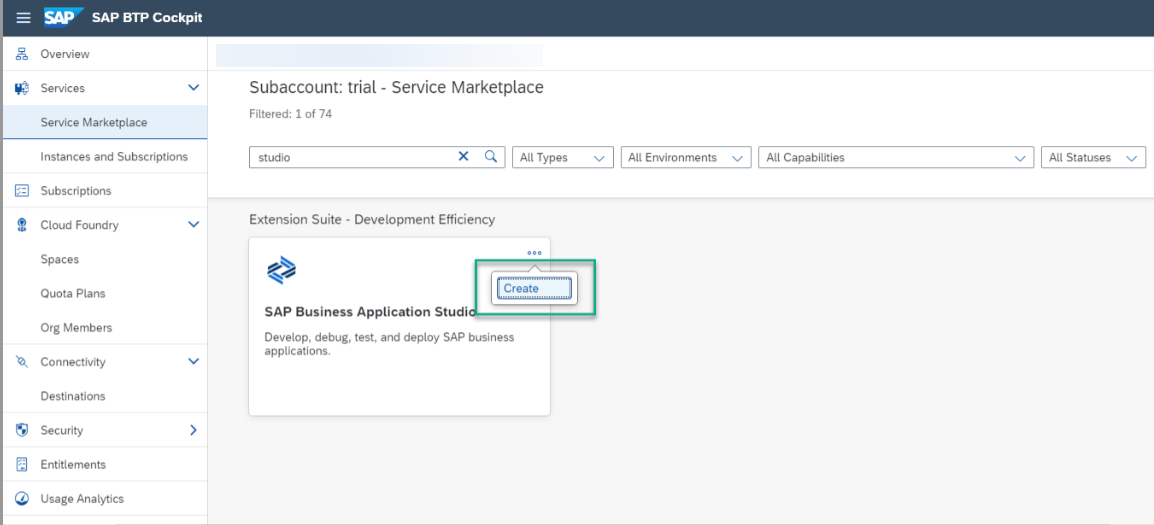 SAP SAP BTP Cockpit
Overview
Services
Service Marketplace
Instances and Subscriptions
Subscriptions
Cloud Foundry
Spaces
Quota Plans
Org Members
Connectivity
Destinations
Security
Entitlements
Usage Analytics
Subaccount: trial - Service Marketplace
Filtered: 1 of 74
studio All Types All Environments All Capabilities All Statuses
Extension Suite - Development Efficiency
Create
SAP Business Application Studio
Develop, debug, test, and deploy SAP business
applications.